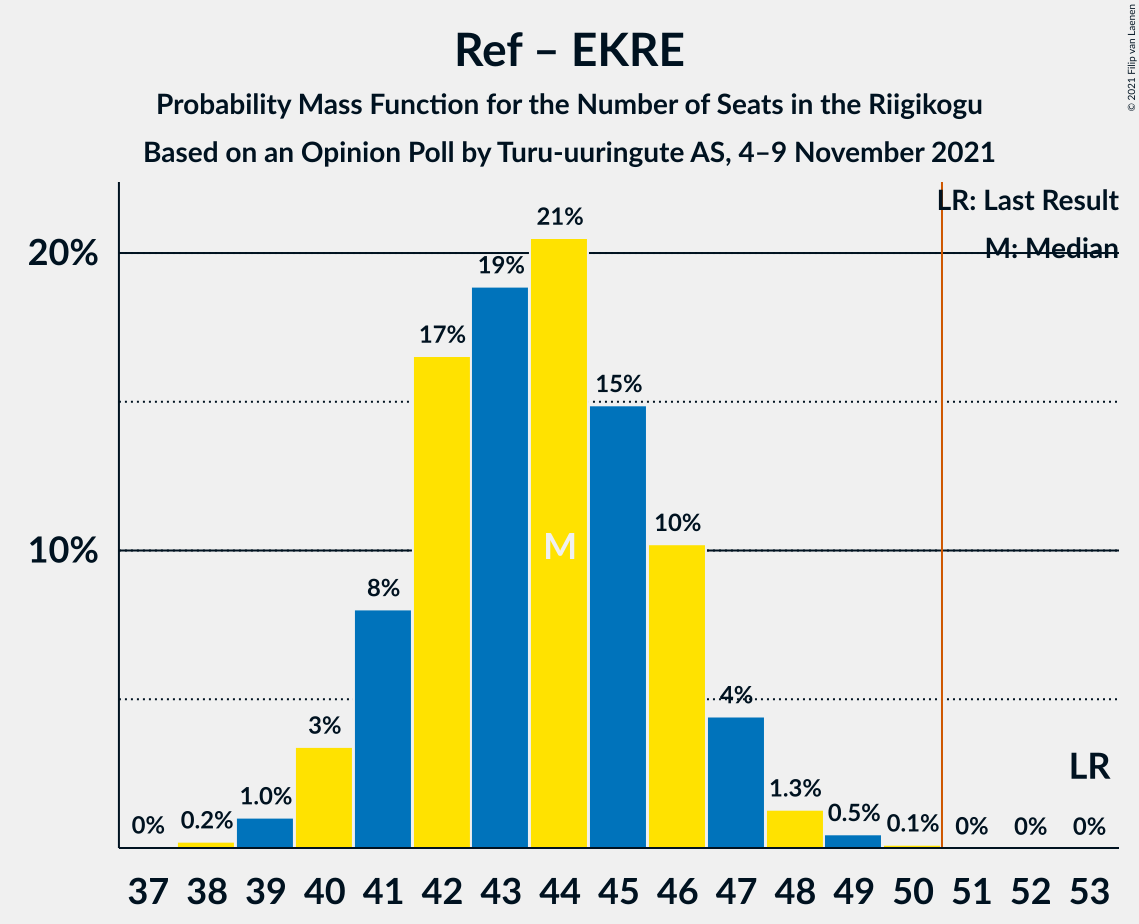 Ref – EKRE
Probability Mass Function for the Number of Seats in the Riigikogu
Based on an Opinion Poll by Turu-uuringute AS, 4–9 November 2021
© 2021 Filip van Laenen
LR: Last Result
M: Median
20%
10%
0%
0.2%
1.0%
3%
8%
17%
19%
21%
M
15%
10%
4%
1.3%
0.5%
0.1%
0%
0%
0%
LR
37 38 39 40 41 42 43 44 45 46 47 48 49 50 51 52 53